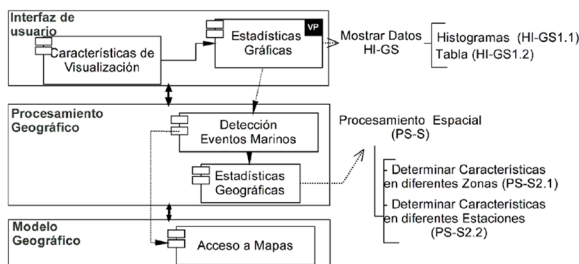 Interfaz de
usuario
Características de
Visualización
Estadísticas
Gráficas
VP
Mostrar Datos
HI-GS
Histogramas (HI-GS1.1)
Tabla (HI-GS1.2)
Procesamiento
Geográfico
Detección
Eventos Marinos
Estadísticas
Geográficas
Procesamiento Espacial
(PS-S)
- Determinar Características
en diferentes Zonas (PS-S2.1)
- Determinar Características
en diferentes Estaciones
(PS-S2.2)
Modelo
Geográfico
Acceso a Mapas